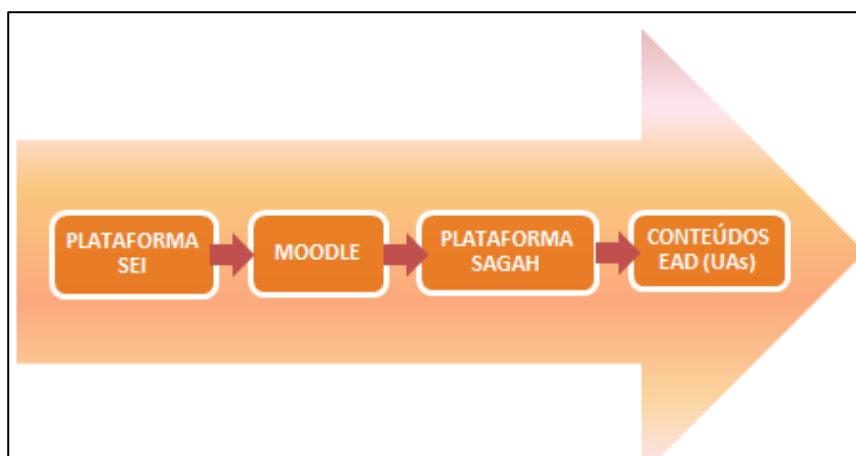 PLATAFORMA
SEI
MOODLE
PLATAFORMA
SAGAH
CONTEÚDOS
EAD (UAs)